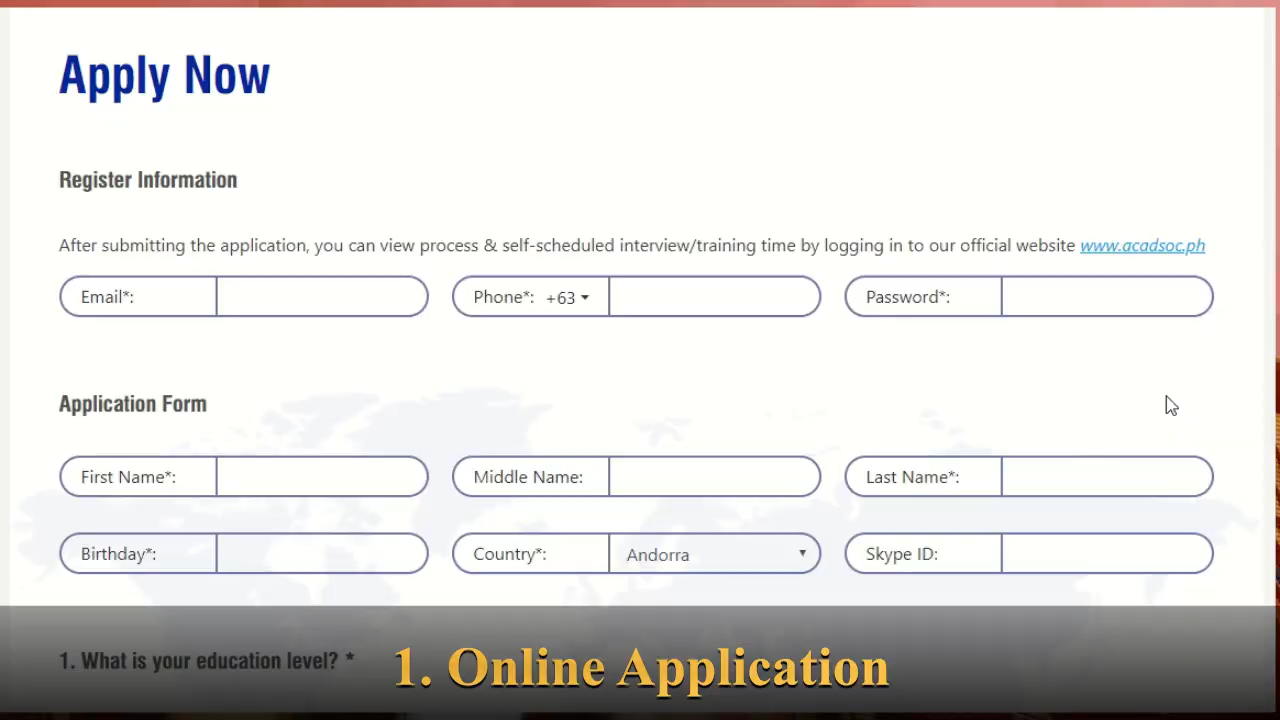 Apply Now
Register Information
After submitting the application, you can view process & self-scheduled interview/training time by logging in to our official website www.acadsoc.ph
Email*: Phone*: +63 Password*:
Application Form
First Name*: Middle Name: Last Name*:
Birthday*: Country*: Andorra Skype ID:
1. What is your education level? *
1. Online Application